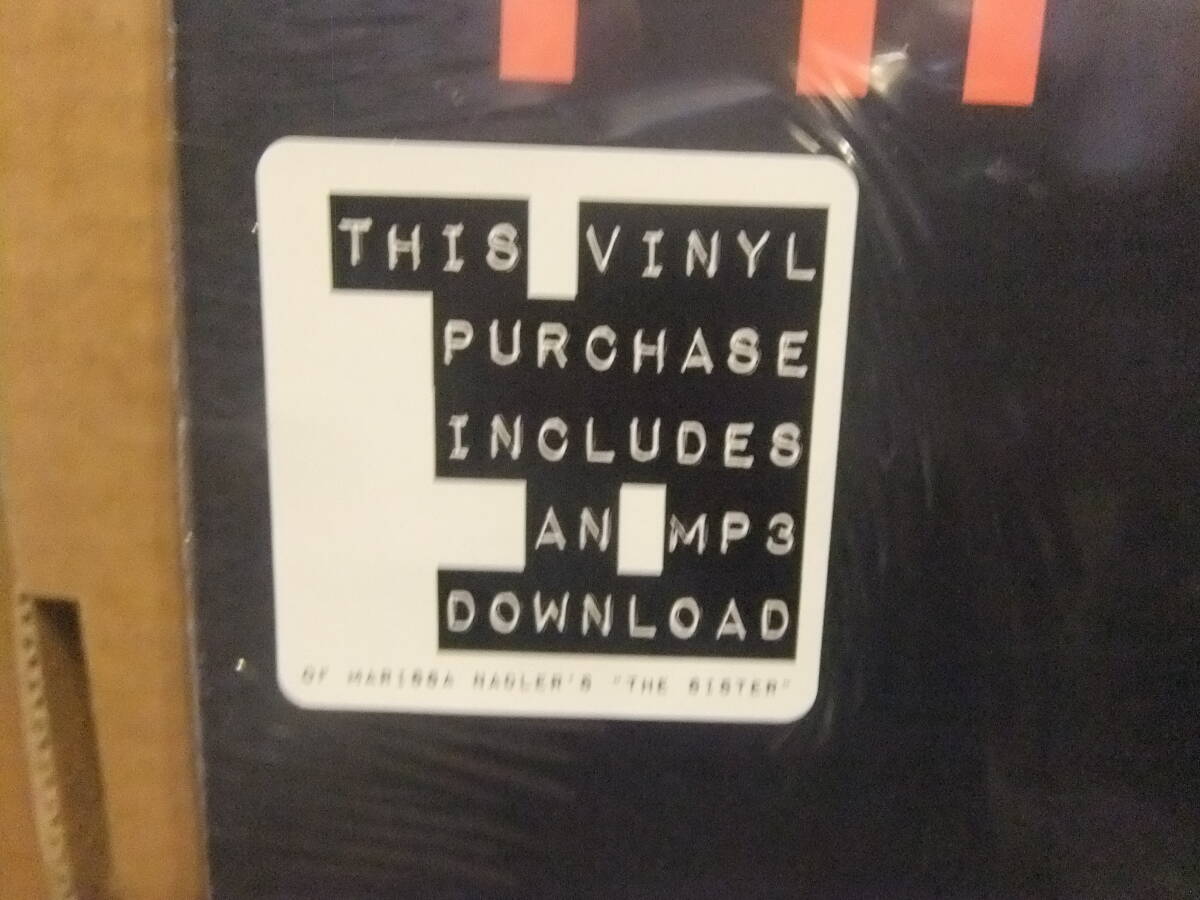 THIS VINYL
PURCHASE
INCLUDES
AN MP3
DOWNLOAD
OF MARISSA NADLER'S "THE SISTER"